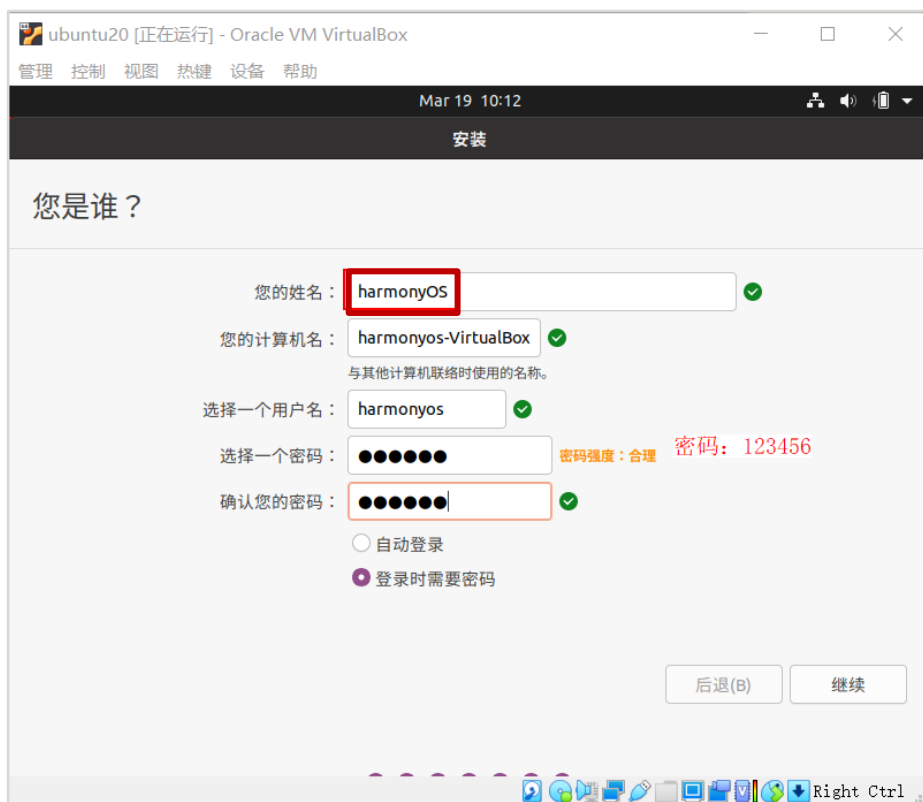 ubuntu20 [正在运行] - Oracle VM VirtualBox
管理 控制 视图 热键 设备 帮助
Mar 19 10:12
安装
您是谁？
您的姓名： harmonyOS
您的计算机名： harmonyos-VirtualBox
与其他计算机联络时使用的名称。
选择一个用户名： harmonyos
选择一个密码： ●●●●●● 密码强度：合理 密码：123456
确认您的密码： ●●●●●●
自动登录
登录时需要密码
后退(B) 继续
Right Ctrl